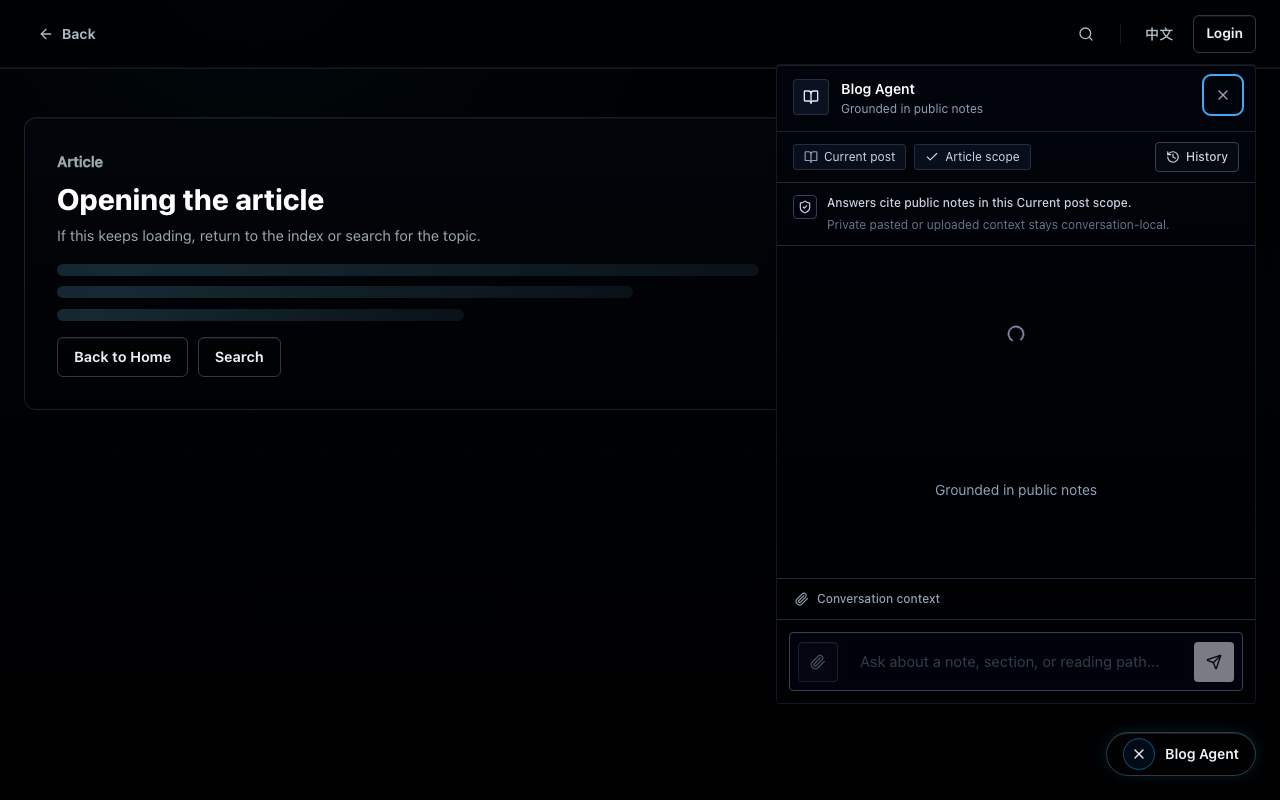 Back
中文
Login
Article
Opening the article
If this keeps loading, return to the index or search for the topic.
Back to Home
Search
Blog Agent
Grounded in public notes
Current post
Article scope
History
Answers cite public notes in this Current post scope.
Private pasted or uploaded context stays conversation-local.
Grounded in public notes
Conversation context
Ask about a note, section, or reading path...
Blog Agent